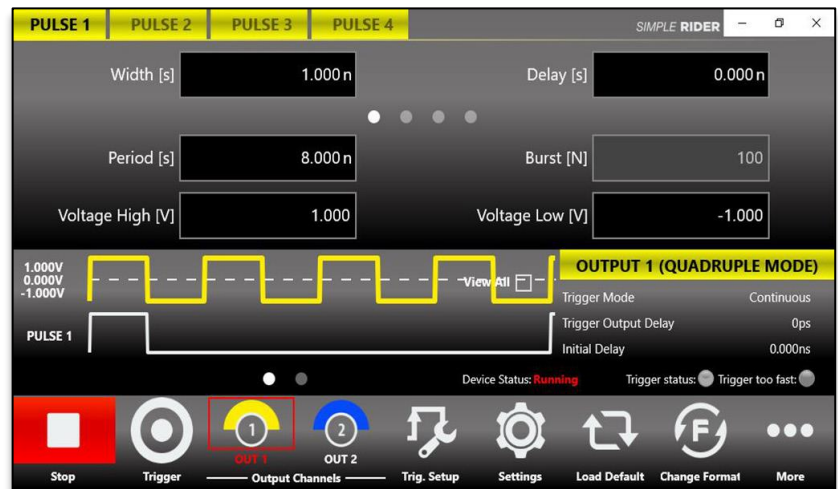 PULSE 1 PULSE 2 PULSE 3 PULSE 4 SIMPLE RIDER
Width [s] 1.000 n Delay [s] 0.000 n
Period [s] 8.000 n Burst [N] 100
Voltage High [V] 1.000 Voltage Low [V] -1.000
1.000V
0.000V
-1.000V
View All
PULSE 1
OUTPUT 1 (QUADRUPLE MODE)
Trigger Mode Continuous
Trigger Output Delay 0ps
Initial Delay 0.000ns
Device Status: Running Trigger status: Trigger too fast:
1 2 F
OUT 1 OUT 2
Stop Trigger Output Channels Trig. Setup Settings Load Default Change Format More